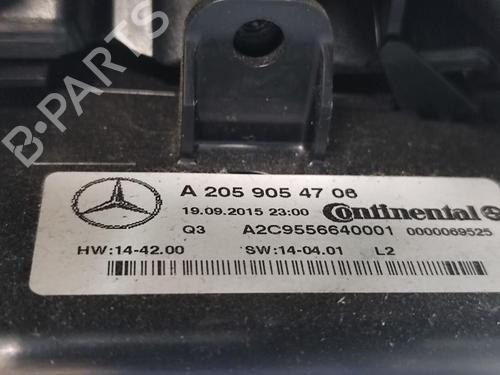 B-PARTS
A 205 905 47 06
19.09.2015 23:00 Continental
Q3 A2C9556640001 0000069525
HW:14-42.00 SW:14-04.01 L2